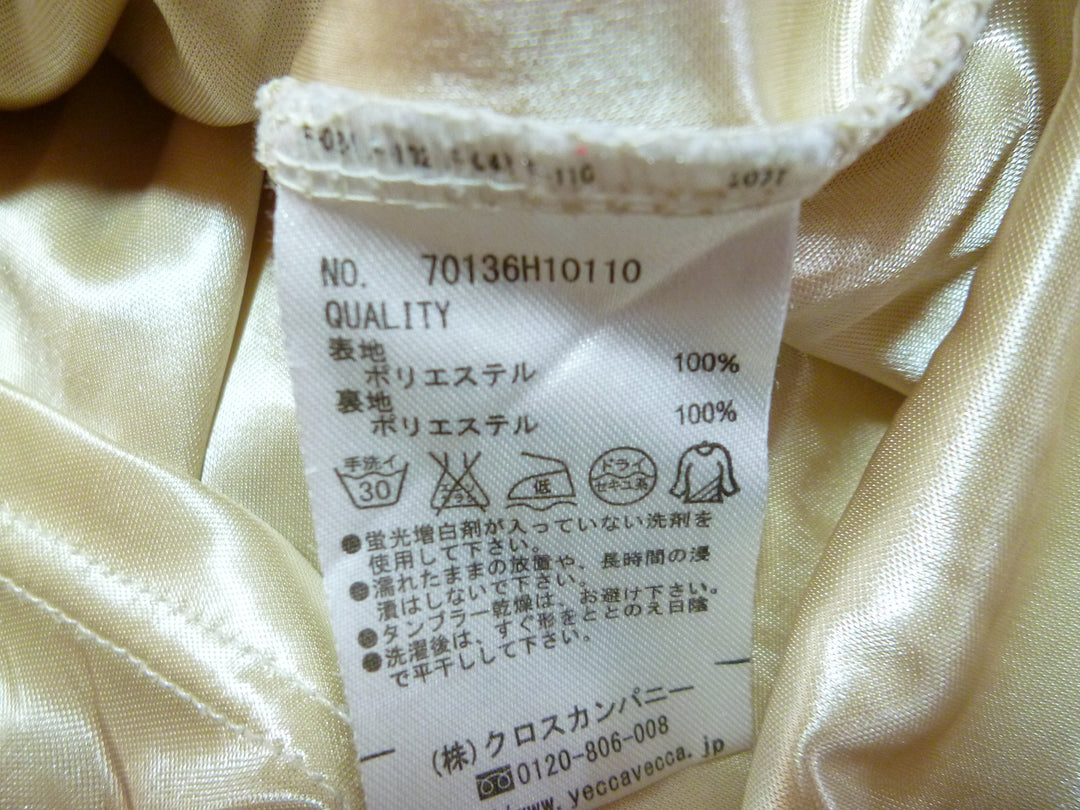 NO. 70136H10110
QUALITY
表地
ポリエステル 100%
裏地
ポリエステル 100%
手洗イ
30
低
ドライ
セキユ系
●蛍光増白剤が入っていない洗剤を
使用して下さい。
●濡れたままの放置や、長時間の浸
漬はしないで下さい。
●タンブラー乾燥は、お避け下さい。
●洗濯後は、すぐ形をととのえ日陰
で平干しして下さい。
(株)クロスカンパニー
0120-806-008
www.yeccavecca.jp